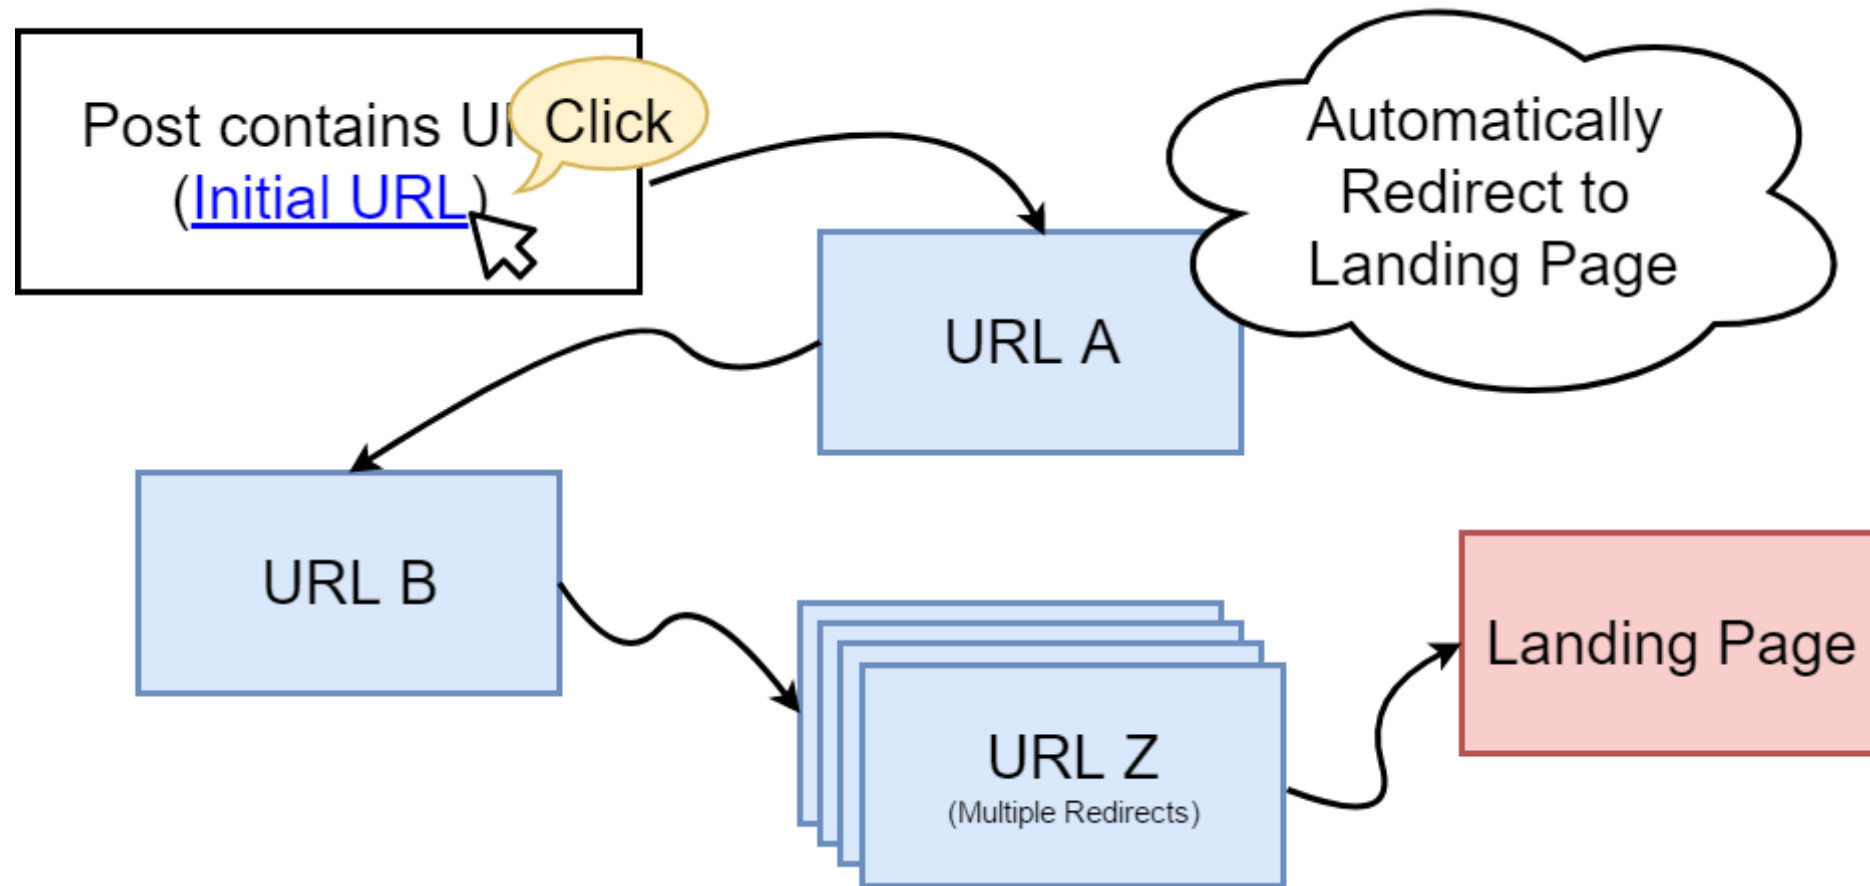 Post contains
Click
(Initial URL)
Automatically
Redirect to
Landing Page
URL A
URL B
URL Z
(Multiple Redirects)
Landing Page